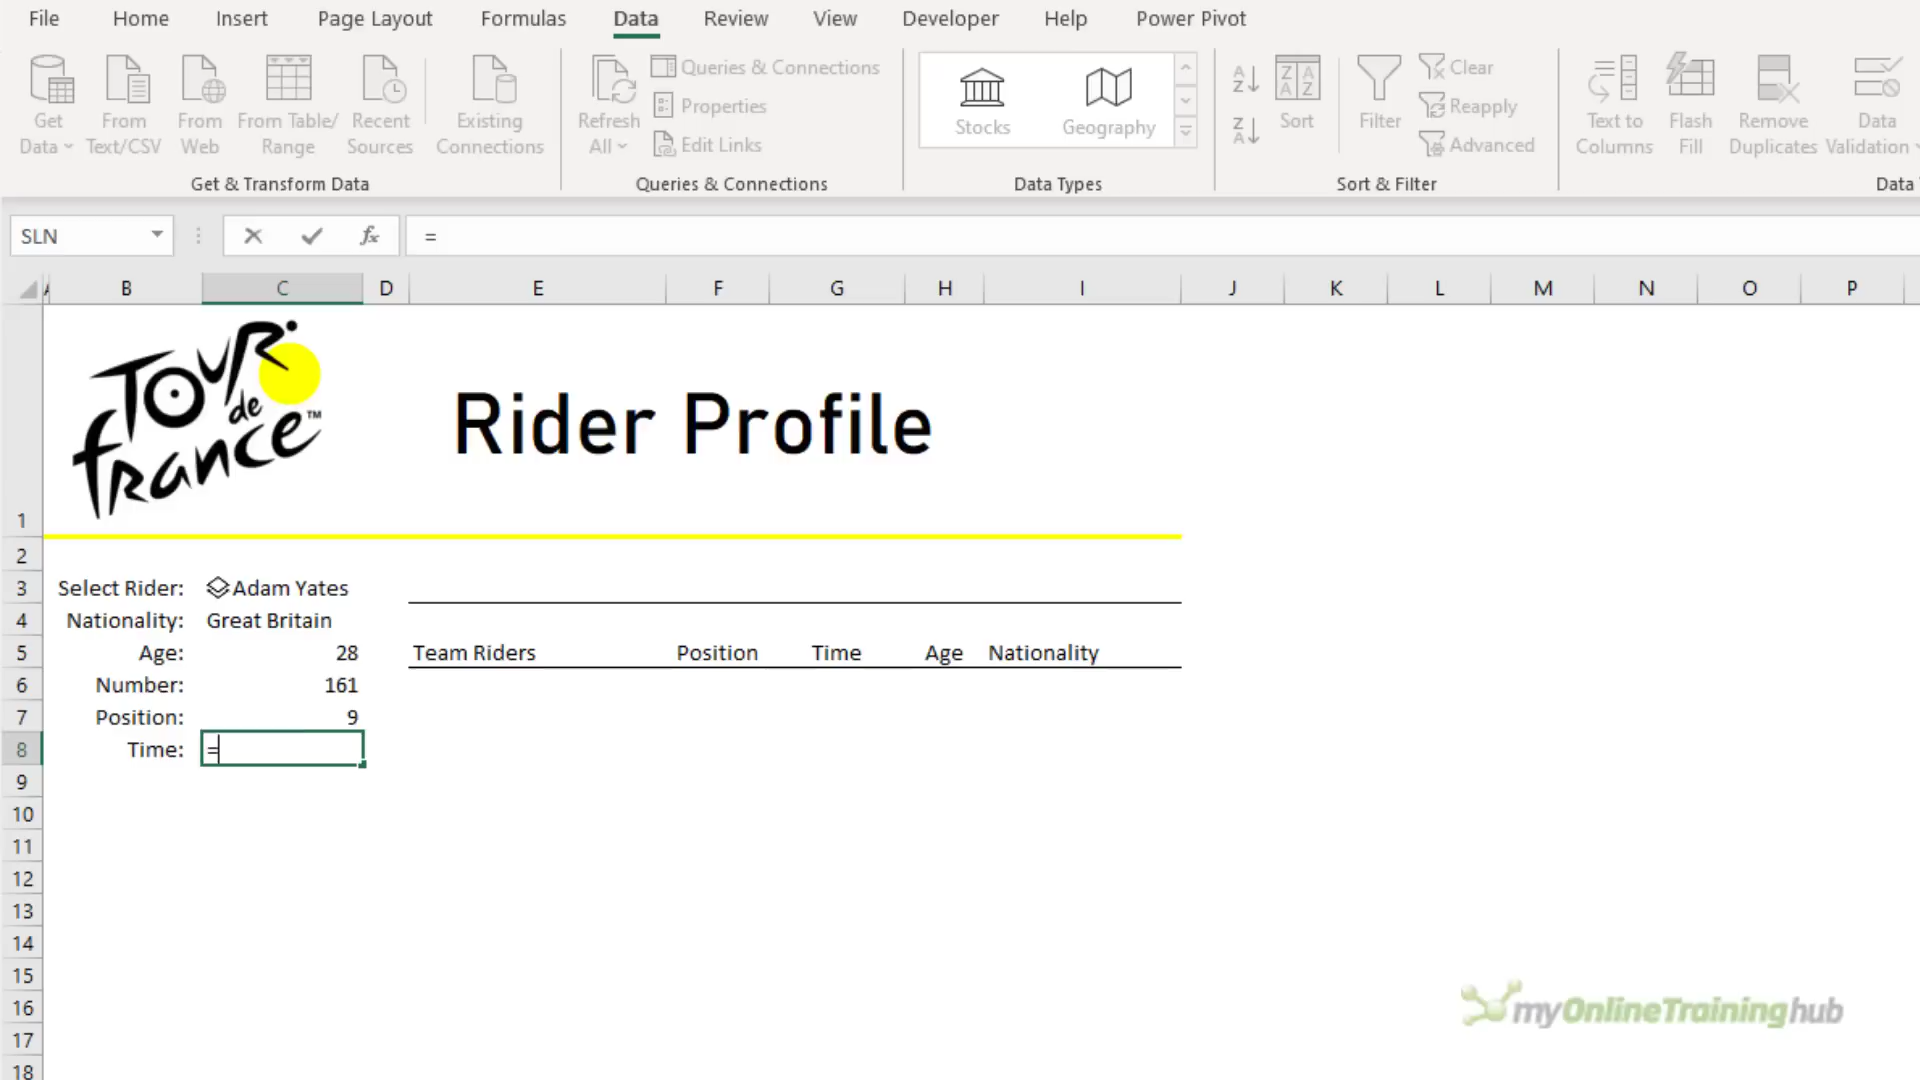 File Home Insert Page Layout Formulas Data Review View Developer Help Power Pivot
Get Data From Text/CSV From Web From Table/ Range Recent Sources Existing Connections
Get & Transform Data
Refresh All Queries & Connections
Properties
Edit Links
Queries & Connections
Stocks Geography
Data Types
Sort Filter Clear
Reapply
Advanced
Sort & Filter
Text to Columns Flash Fill Remove Duplicates Data Validation
Data
SLN fx =
A B C D E F G H I J K L M N O P
TOUR de france™
Rider Profile
1
2
3 Select Rider: Adam Yates
4 Nationality: Great Britain
5 Age: 28 Team Riders Position Time Age Nationality
6 Number: 161
7 Position: 9
8 Time: =
9
10
11
12
13
14
15
16
17
18
myOnlineTraininghub